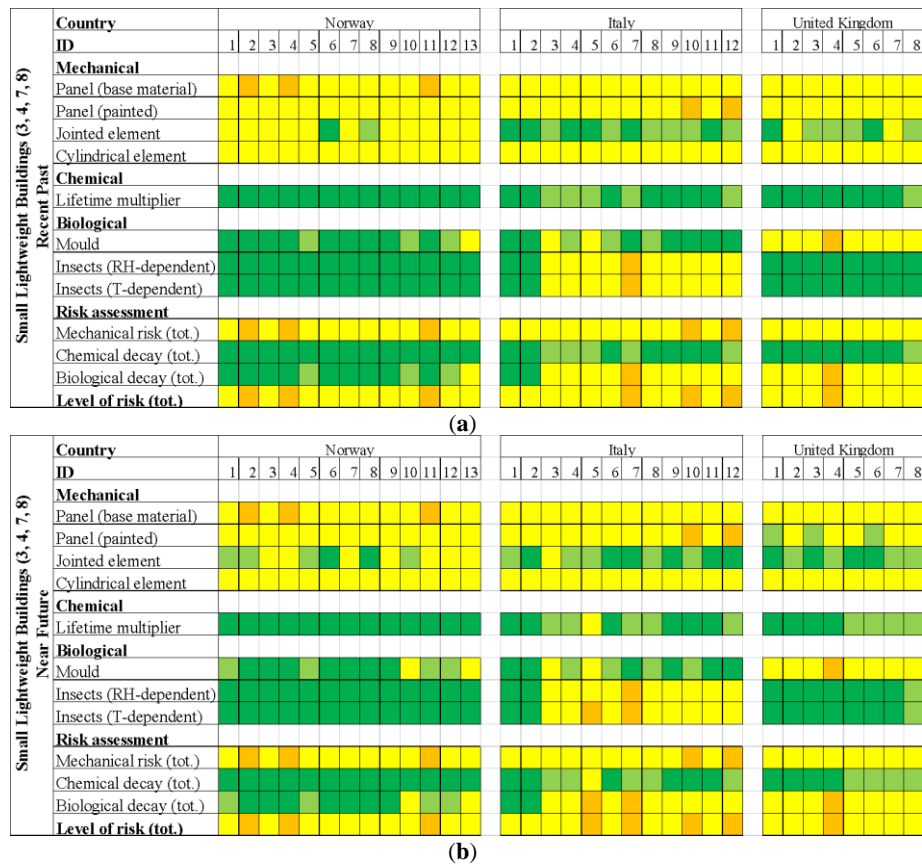 Small Lightweight Buildings (3, 4, 7, 8)
Recent Past
Country Norway Italy United Kingdom
ID 1 2 3 4 5 6 8 9 10 11 12 13 1 2 3 4 5 6 7 8 9 10 11 12 1 2 3 4 5 6 7 8
Mechanical
Panel (base material)
Panel (painted)
Jointed element
Cylindrical element
Chemical
Lifetime multiplier
Biological
Mould
Insects (RH-dependent)
Insects (T-dependent)
Risk assessment
Mechanical risk (tot.)
Chemical decay (tot.)
Biological decay (tot.)
Level of risk (tot.)
(a)
Small Lightweight Buildings (3, 4, 7, 8)
Near Future
Country Norway Italy United Kingdom
ID 1 2 3 4 5 6 8 9 10 11 12 13 1 2 3 4 5 6 7 8 9 10 11 12 1 2 3 4 5 6 7 8
Mechanical
Panel (base material)
Panel (painted)
Jointed element
Cylindrical element
Chemical
Lifetime multiplier
Biological
Mould
Insects (RH-dependent)
Insects (T-dependent)
Risk assessment
Mechanical risk (tot.)
Chemical decay (tot.)
Biological decay (tot.)
Level of risk (tot.)
(b)